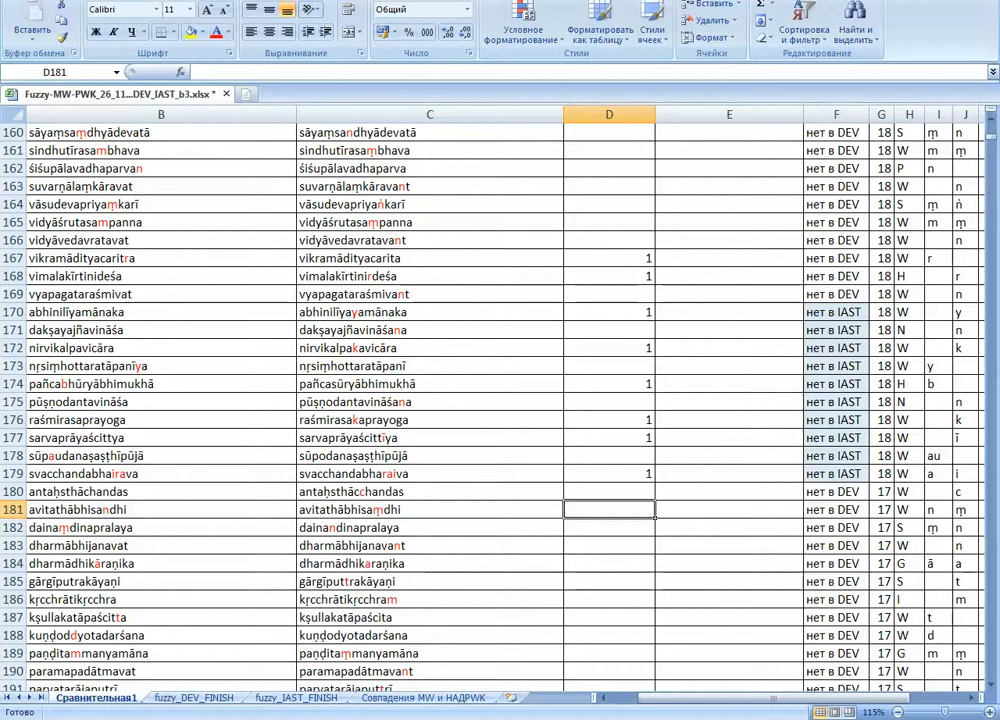 Вставить
Calibri 11
Ж К Ч
Общий
% 000
Условное форматирование
Форматировать как таблицу
Стили ячеек
Вставить
Удалить
Формат
Сортировка и фильтр
Найти и выделить
Буфер обмена Шрифт Выравнивание Число Стили Ячейки Редактирование
D181 fx
Fuzzy-MW-PWK_26_11...DEV_IAST_b3.xlsx *
B C D E F G H I J
160 sāyaṃsaṃdhyādevatā sāyaṃsandhyādevatā нет в DEV 18 S ṃ n
161 sindhutīrasambhava sindhutīrasaṃbhava нет в DEV 18 W m ṃ
162 śiśupālavadhaparvan śiśupālavadhaparva нет в DEV 18 P n
163 suvarṇālaṃkāravat suvarṇālaṃkāravant нет в DEV 18 W n
164 vāsudevapriyaṃkarī vāsudevapriyaṅkarī нет в DEV 18 S ṃ ṅ
165 vidyāśrutasampanna vidyāśrutasaṃpanna нет в DEV 18 W m ṃ
166 vidyāvedavratavat vidyāvedavratavant нет в DEV 18 W n
167 vikramādityacaritra vikramādityacarita 1 нет в DEV 18 W r
168 vimalakīrtinideśa vimalakīrtinirdeśa 1 нет в DEV 18 H r
169 vyapagataraśmivat vyapagataraśmivant нет в DEV 18 W n
170 abhinilīyamānaka abhinilīyayamānaka 1 нет в IAST 18 W y
171 dakṣayajñavināśa dakṣayajñavināśana нет в IAST 18 N n
172 nirvikalpavicāra nirvikalpakavicāra 1 нет в IAST 18 W k
173 nṛsiṃhottaratāpanīya nṛsiṃhottaratāpanī нет в IAST 18 W y
174 pañcabhūryābhimukhā pañcasūryābhimukhā 1 нет в IAST 18 H b
175 pūṣṇodantavināśa pūṣṇodantavināśana нет в IAST 18 N n
176 raśmirasaprayoga raśmirasakaprayoga 1 нет в IAST 18 W k
177 sarvaprāyaścittya sarvaprāyaścittīya 1 нет в IAST 18 W ī
178 sūpaudanaṣaṣṭhīpūjā sūpodanaṣaṣṭhīpūjā нет в IAST 18 W au
179 svacchandabhairava svacchandabharaiva 1 нет в IAST 18 W a i
180 antaḥsthāchandas antaḥsthācchandas нет в DEV 17 W c
181 avitathābhisandhi avitathābhisaṃdhi нет в DEV 17 W n ṃ
182 dainaṃdinapralaya dainandinapralaya нет в DEV 17 S ṃ n
183 dharmābhijanavat dharmābhijanavant нет в DEV 17 W n
184 dharmādhikāraṇika dharmādhikaraṇika нет в DEV 17 G ā a
185 gārgīputrakāyaṇi gārgīputtrakāyaṇi нет в DEV 17 S t
186 kṛcchrātikṛcchra kṛcchrātikṛcchram нет в DEV 17 I m
187 kṣullakatāpaścitta kṣullakatāpaścita нет в DEV 17 W t
188 kuṇḍoddyotadarśana kuṇḍodyotadarśana нет в DEV 17 W d
189 paṇḍitammanyamāna paṇḍitaṃmanyamāna нет в DEV 17 G m ṃ
190 paramapadātmavat paramapadātmavant нет в DEV 17 W n
191 parvatarājaputrī parvatarājaputtrī нет в DEV 17 S t
Сравнительная1 fuzzy_DEV_FINISH fuzzy_IAST_FINISH Совпадения MW и НАДPWK
Готово 115%